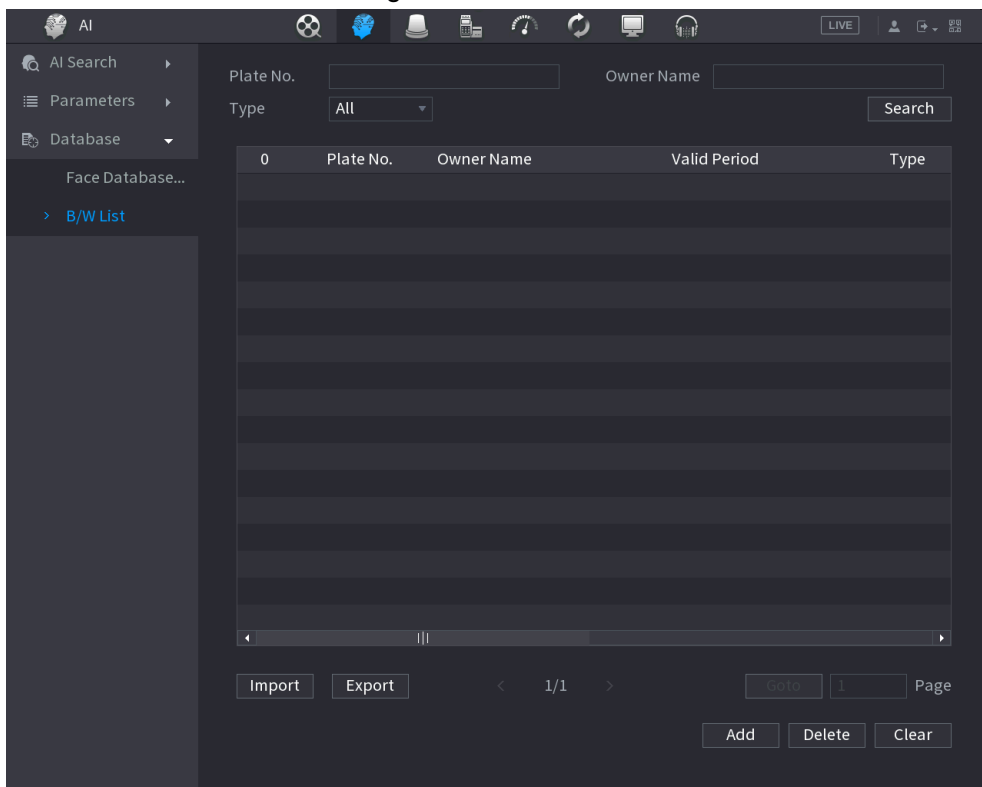 AI
LIVE
AI Search
Parameters
Database
Face Database...
B/W List
Plate No.
Owner Name
Type
All
Search
0 Plate No. Owner Name Valid Period Type
Import Export < 1/1 > Goto 1 Page
Add Delete Clear